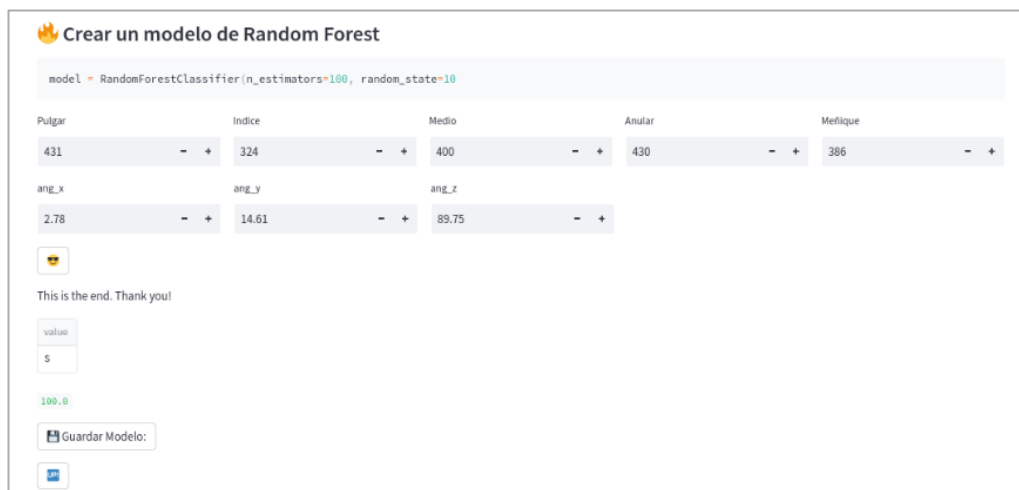 🔥 Crear un modelo de Random Forest
model = RandomForestClassifier(n_estimators=100, random_state=10
Pulgar Indice Medio Anular Meñique
431 - + 324 - + 400 - + 430 - + 386 - +
ang_x ang_y ang_z
2.78 - + 14.61 - + 89.75 - +
😎
This is the end. Thank you!
value
S
100.0
💾 Guardar Modelo:
🆙